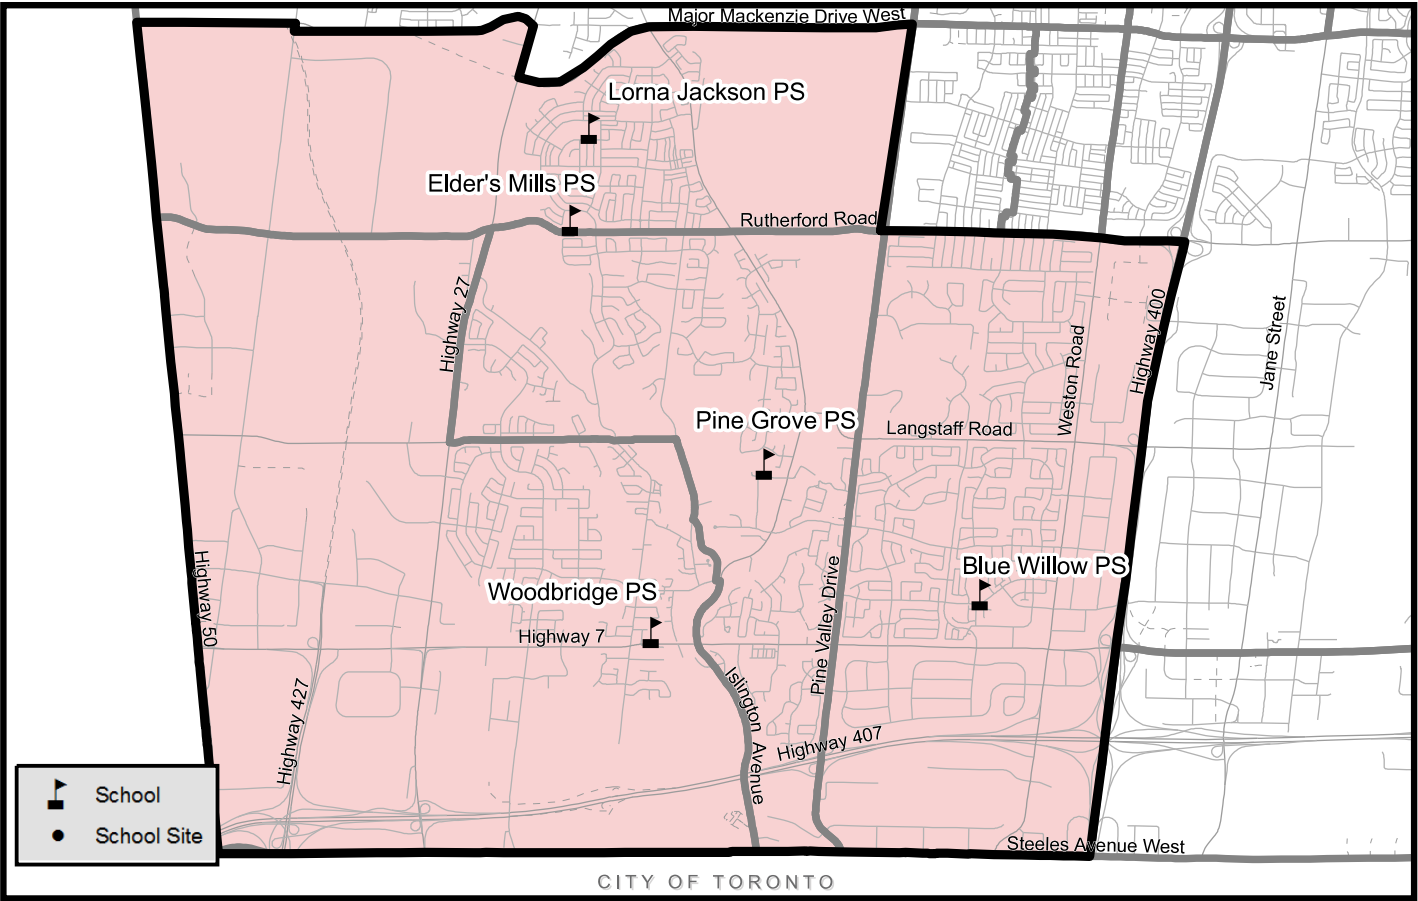 Major Mackenzie Drive West
Lorna Jackson PS
Elder's Mills PS
Rutherford Road
Highway 27
Highway 400
Jane Street
Weston Road
Pine Grove PS
Langstaff Road
Highway 50
Blue Willow PS
Pine Valley Drive
Woodbridge PS
Highway 7
Islington Avenue
Highway 427
Highway 407
School
School Site
Steeles Avenue West
CITY OF TORONTO